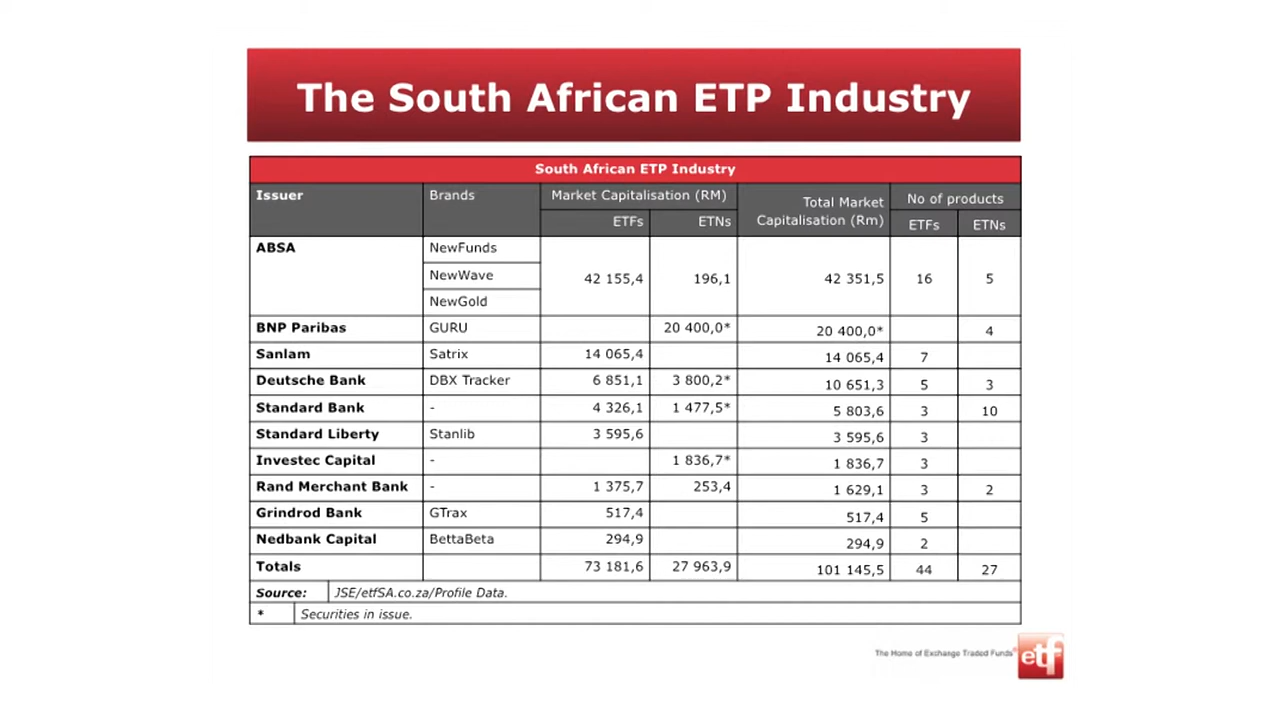 The South African ETP Industry
South African ETP Industry
Issuer Brands Market Capitalisation (RM) Total Market Capitalisation (Rm) No of products
ETFs ETNs ETFs ETNs
ABSA NewFunds NewWave NewGold 42 155,4 196,1 42 351,5 16 5
BNP Paribas GURU 20 400,0* 20 400,0* 4
Sanlam Satrix 14 065,4 14 065,4 7
Deutsche Bank DBX Tracker 6 851,1 3 800,2* 10 651,3 5 3
Standard Bank - 4 326,1 1 477,5* 5 803,6 3 10
Standard Liberty Stanlib 3 595,6 3 595,6 3
Investec Capital - 1 836,7* 1 836,7 3
Rand Merchant Bank - 1 375,7 253,4 1 629,1 3 2
Grindrod Bank GTrax 517,4 517,4 5
Nedbank Capital BettaBeta 294,9 294,9 2
Totals 73 181,6 27 963,9 101 145,5 44 27
Source: JSE/etfSA.co.za/Profile Data.
* Securities in issue.
The Home of Exchange Traded Funds® etf